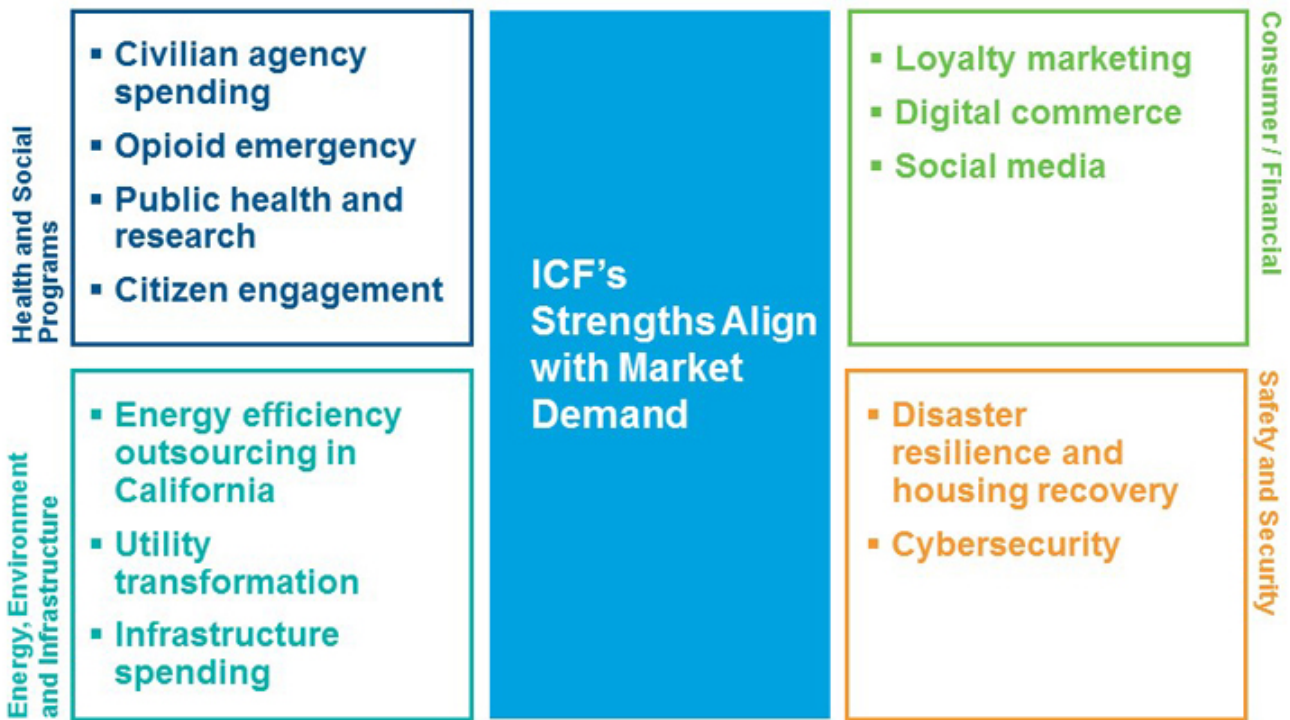 Health and Social
Programs
▪ Civilian agency
spending
▪ Opioid emergency
▪ Public health and
research
▪ Citizen engagement
Energy, Environment
and Infrastructure
▪ Energy efficiency
outsourcing in
California
▪ Utility
transformation
▪ Infrastructure
spending
ICF's
Strengths Align
with Market
Demand
▪ Loyalty marketing
▪ Digital commerce
▪ Social media
Consumer / Financial
▪ Disaster
resilience and
housing recovery
▪ Cybersecurity
Safety and Security